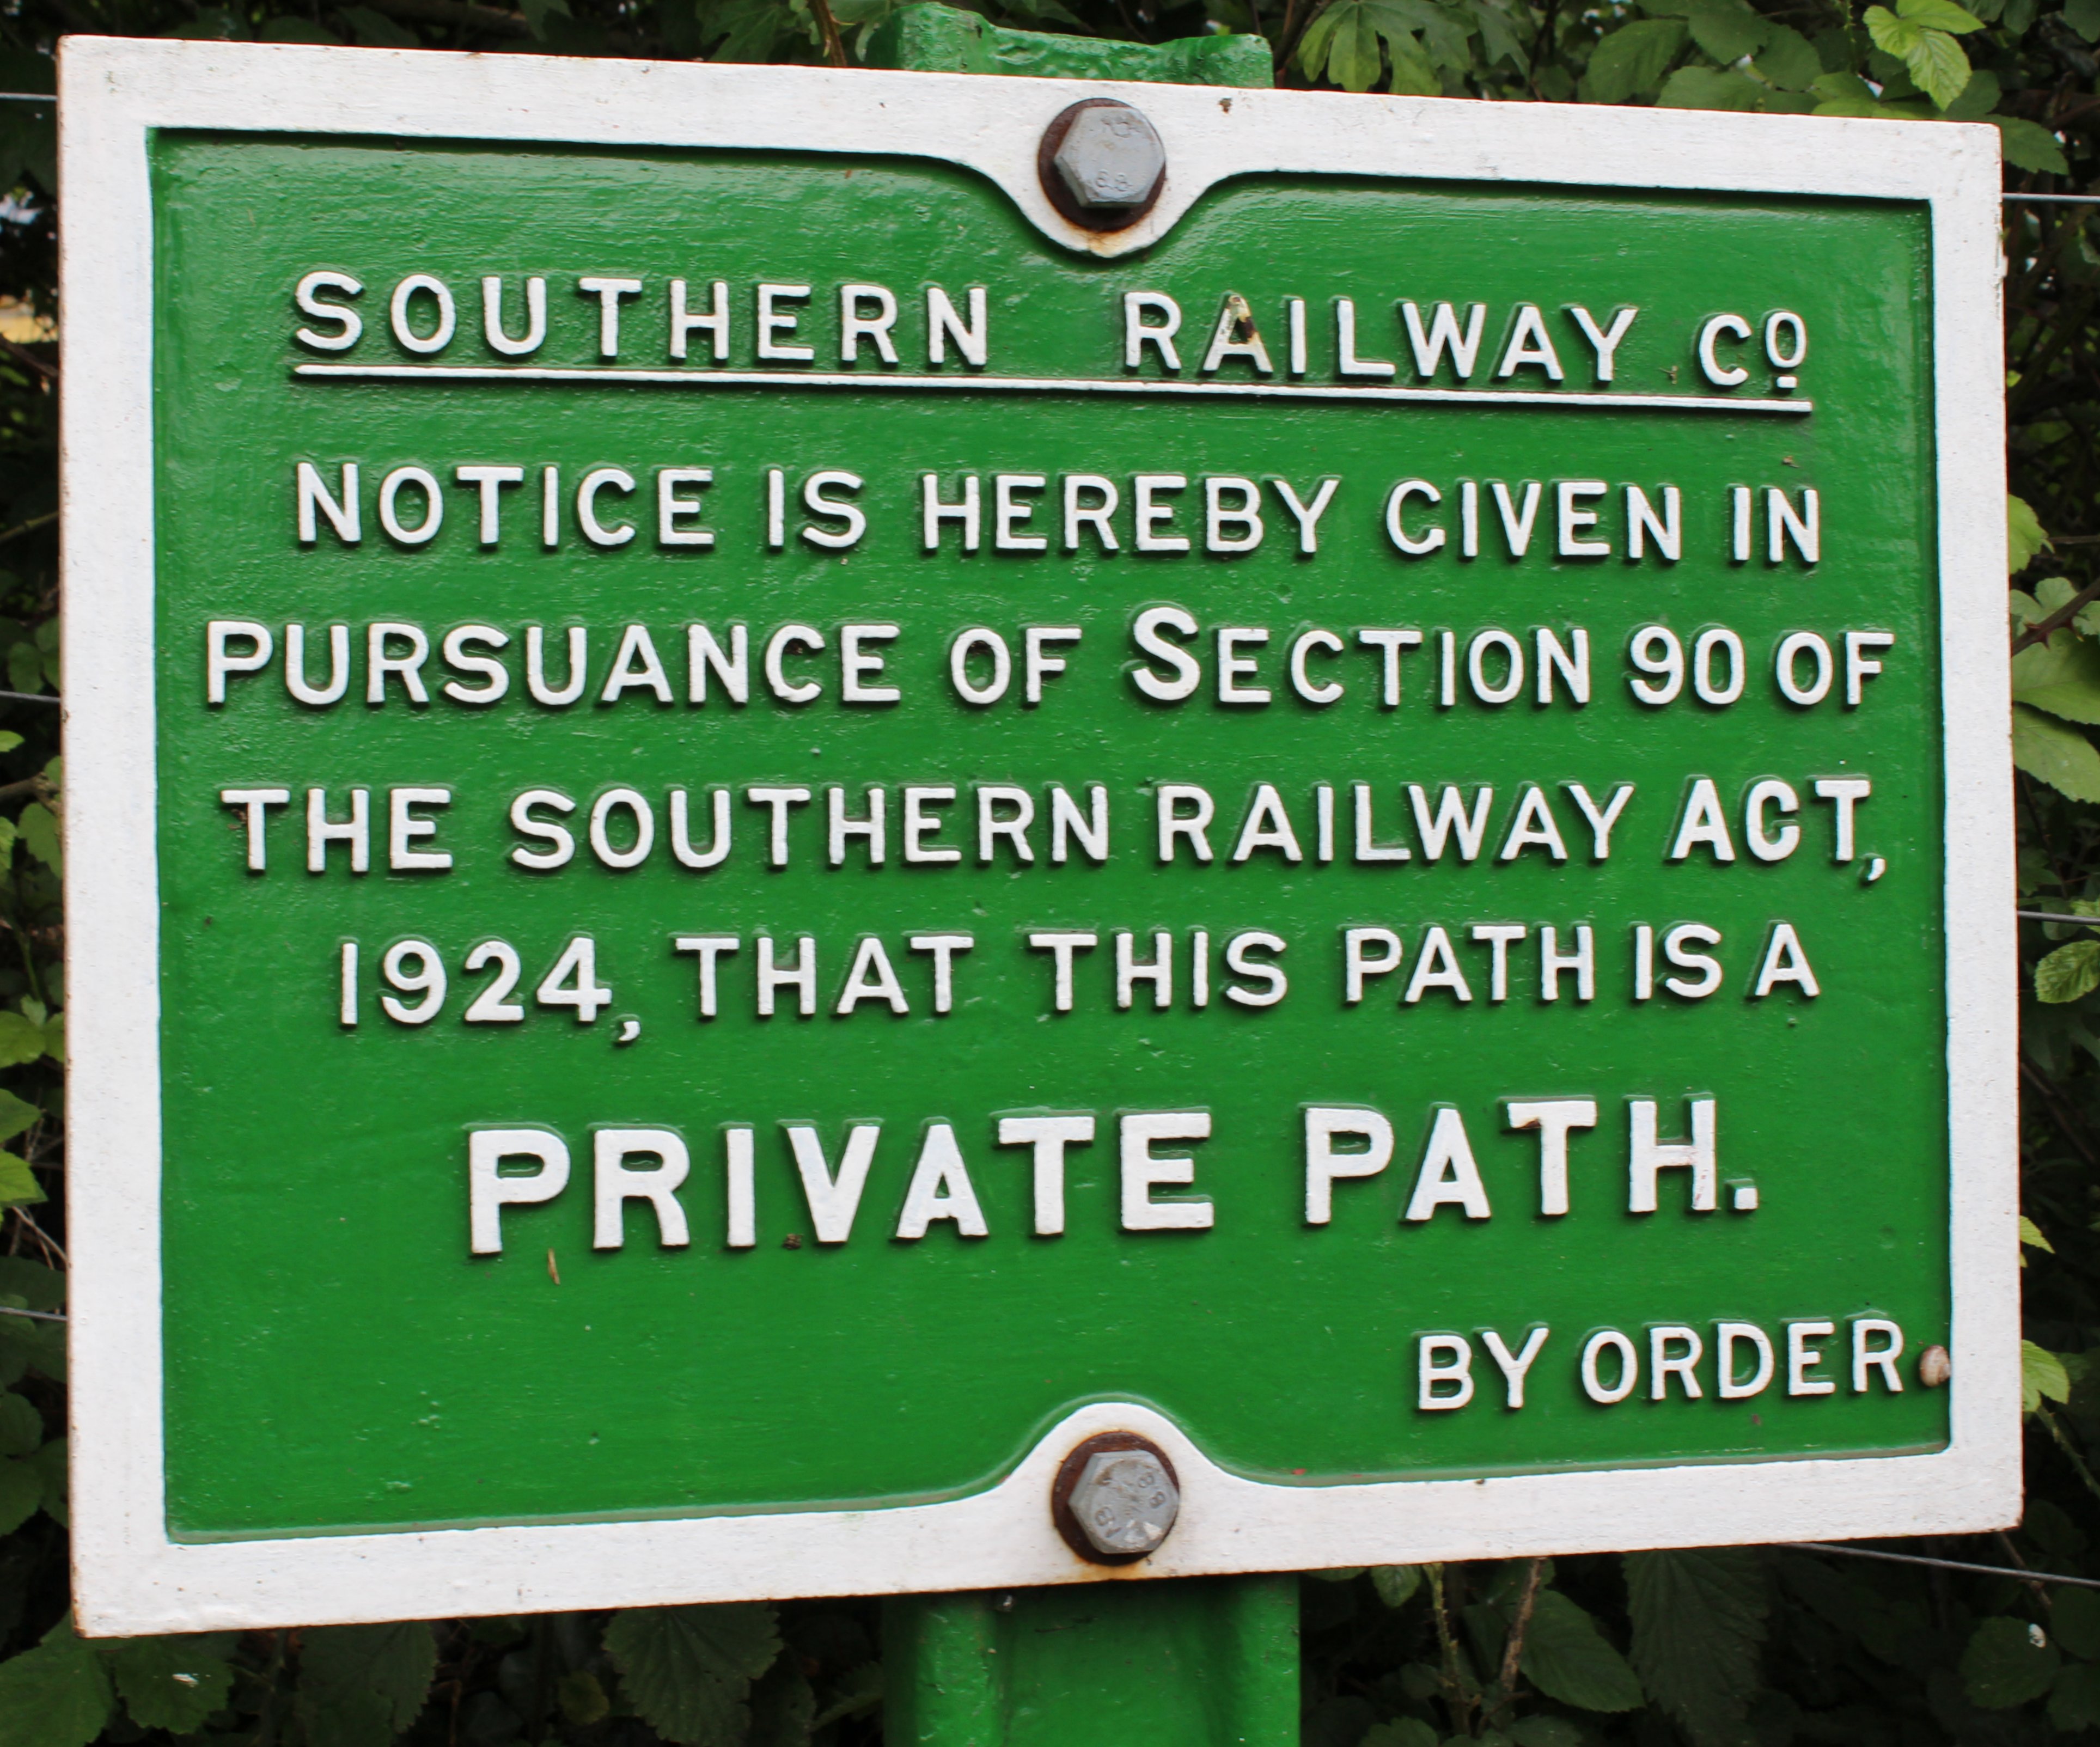 SOUTHERN RAILWAY Cº
NOTICE IS HEREBY GIVEN IN
PURSUANCE OF SECTION 90 OF
THE SOUTHERN RAILWAY ACT,
1924, THAT THIS PATH IS A
PRIVATE PATH.
BY ORDER.